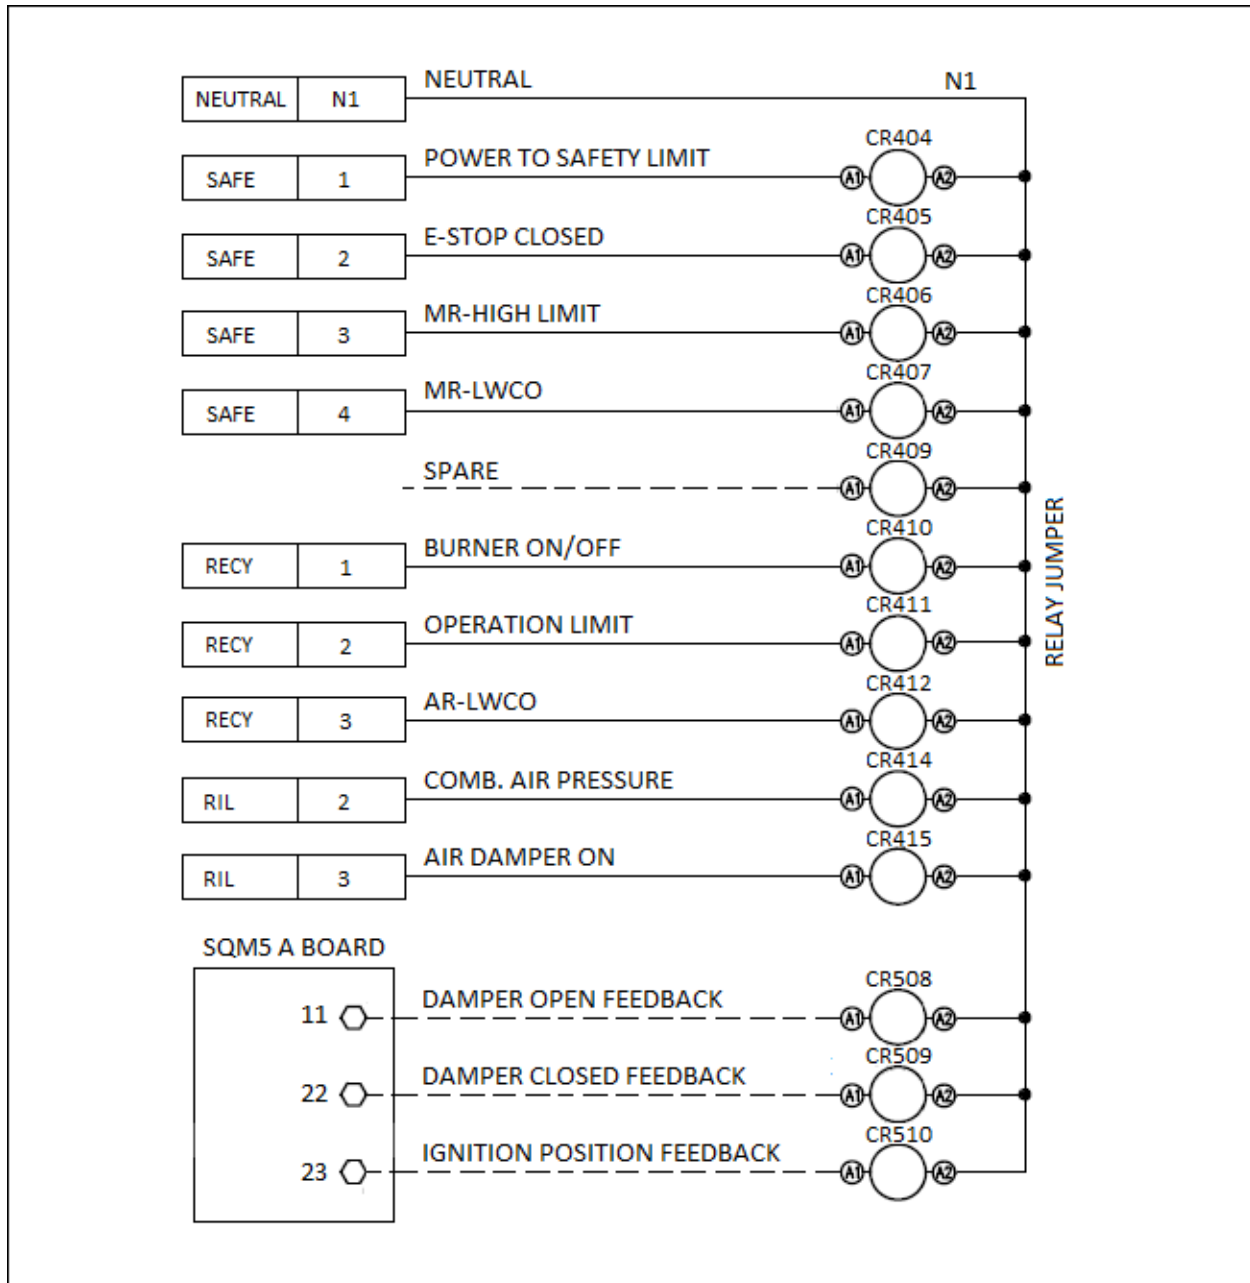 NEUTRAL N1 NEUTRAL N1
CR404
SAFE 1 POWER TO SAFETY LIMIT A1 A2
CR405
SAFE 2 E-STOP CLOSED A1 A2
CR406
SAFE 3 MR-HIGH LIMIT A1 A2
CR407
SAFE 4 MR-LWCO A1 A2
CR409
SPARE A1 A2
CR410
RECY 1 BURNER ON/OFF A1 A2
CR411
RECY 2 OPERATION LIMIT A1 A2
CR412
RECY 3 AR-LWCO A1 A2
CR414
RIL 2 COMB. AIR PRESSURE A1 A2
CR415
RIL 3 AIR DAMPER ON A1 A2
RELAY JUMPER
SQM5 A BOARD
CR508
11 DAMPER OPEN FEEDBACK A1 A2
CR509
22 DAMPER CLOSED FEEDBACK A1 A2
CR510
23 IGNITION POSITION FEEDBACK A1 A2